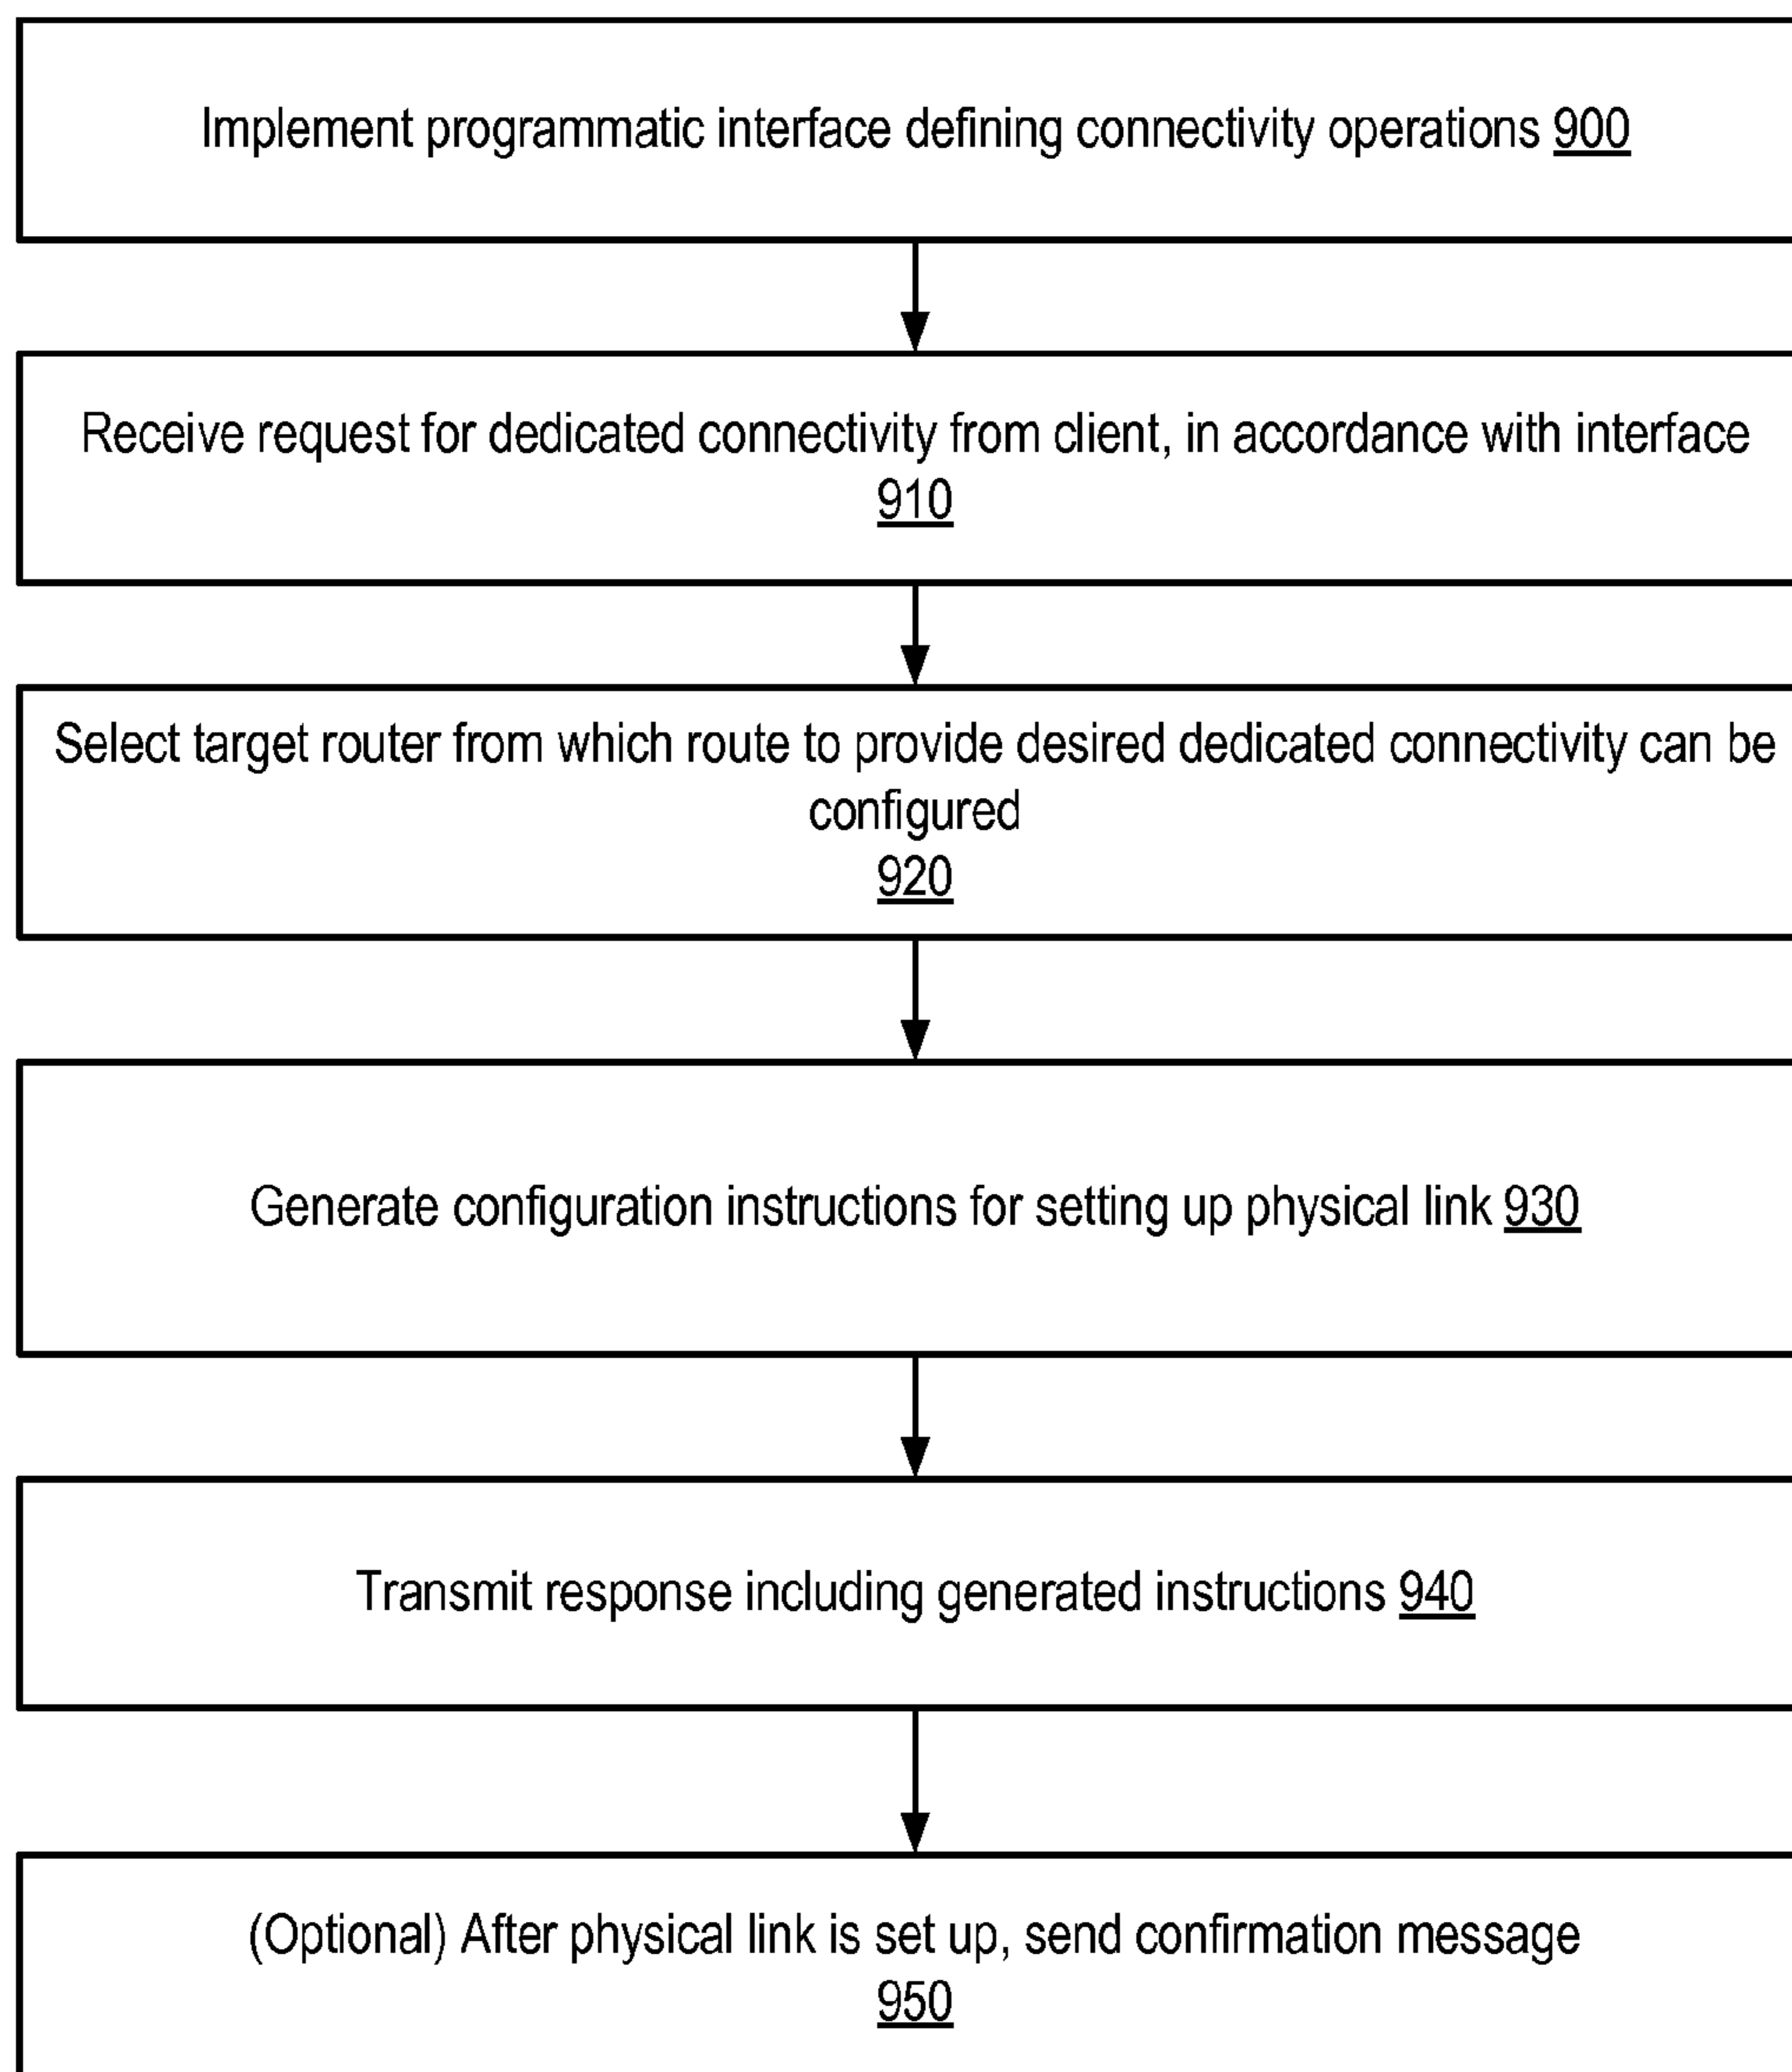 Implement programmatic interface defining connectivity operations 900
Receive request for dedicated connectivity from client, in accordance with interface
910
Select target router from which route to provide desired dedicated connectivity can be
configured
920
Generate configuration instructions for setting up physical link 930
Transmit response including generated instructions 940
(Optional) After physical link is set up, send confirmation message
950